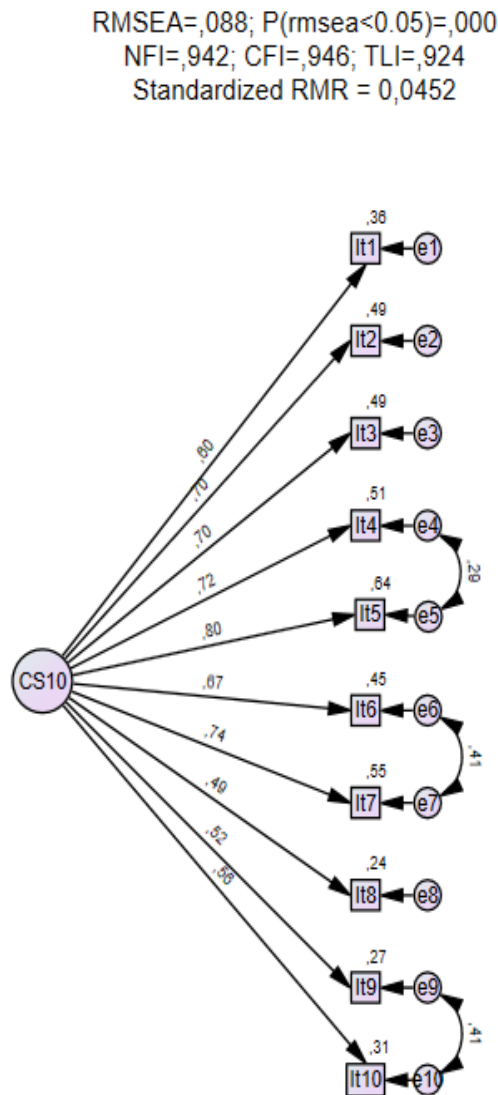 RMSEA=,088; P(rmsea<0.05)=,000
NFI=,942; CFI=,946; TLI=,924
Standardized RMR = 0,0452
,36
It1 e1
,60
,49
It2 e2
,70
,49
It3 e3
,70
,51
It4 e4
,72
,29
,64
It5 e5
,80
CS10
,45
It6 e6
,67
,41
,55
It7 e7
,74
,24
It8 e8
,49
,27
It9 e9
,52
,41
,31
It10 e10
,56